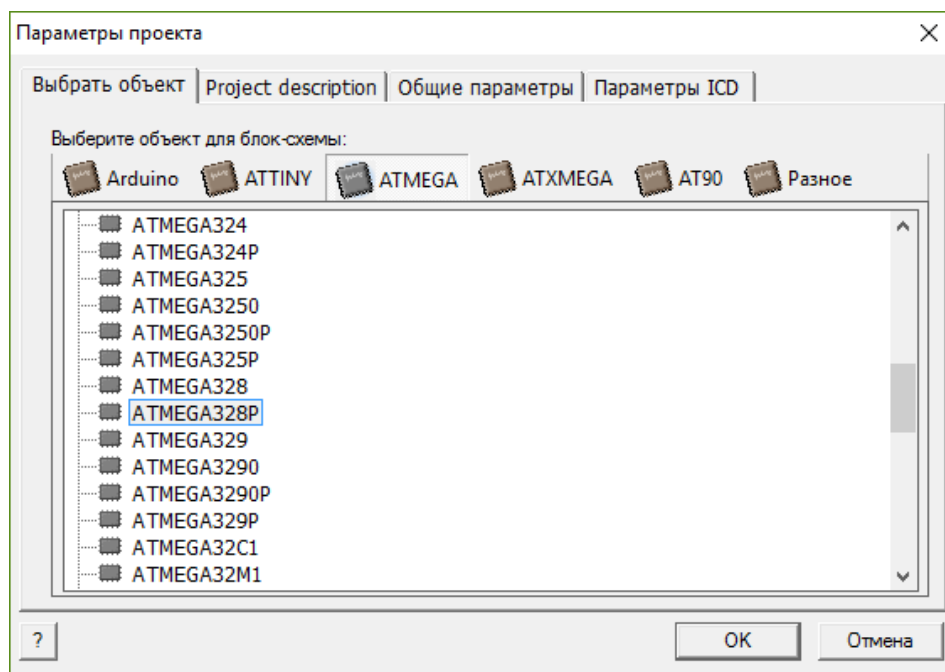 Параметры проекта
Выбрать объект Project description Общие параметры Параметры ICD
Выберите объект для блок-схемы:
Arduino ATTINY ATMEGA ATXMEGA AT90 Разное
ATMEGA324
ATMEGA324P
ATMEGA325
ATMEGA3250
ATMEGA3250P
ATMEGA325P
ATMEGA328
ATMEGA328P
ATMEGA329
ATMEGA3290
ATMEGA3290P
ATMEGA329P
ATMEGA32C1
ATMEGA32M1
? OK Отмена